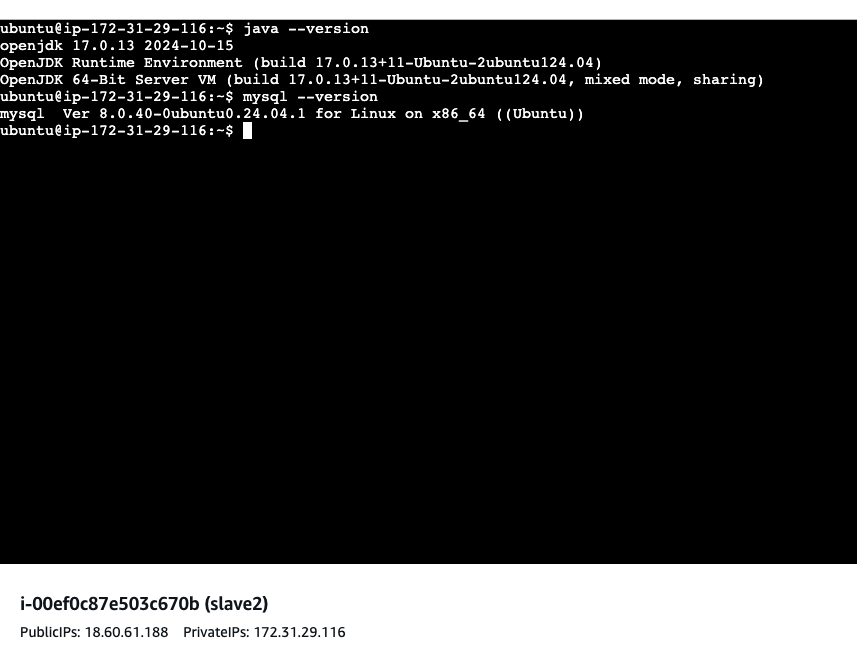 ubuntu@ip-172-31-29-116:~$ java --version
openjdk 17.0.13 2024-10-15
OpenJDK Runtime Environment (build 17.0.13+11-Ubuntu-2ubuntu124.04)
OpenJDK 64-Bit Server VM (build 17.0.13+11-Ubuntu-2ubuntu124.04, mixed mode, sharing)
ubuntu@ip-172-31-29-116:~$ mysql --version
mysql  Ver 8.0.40-0ubuntu0.24.04.1 for Linux on x86_64 ((Ubuntu))
ubuntu@ip-172-31-29-116:~$
i-00ef0c87e503c670b (slave2)
PublicIPs: 18.60.61.188    PrivateIPs: 172.31.29.116